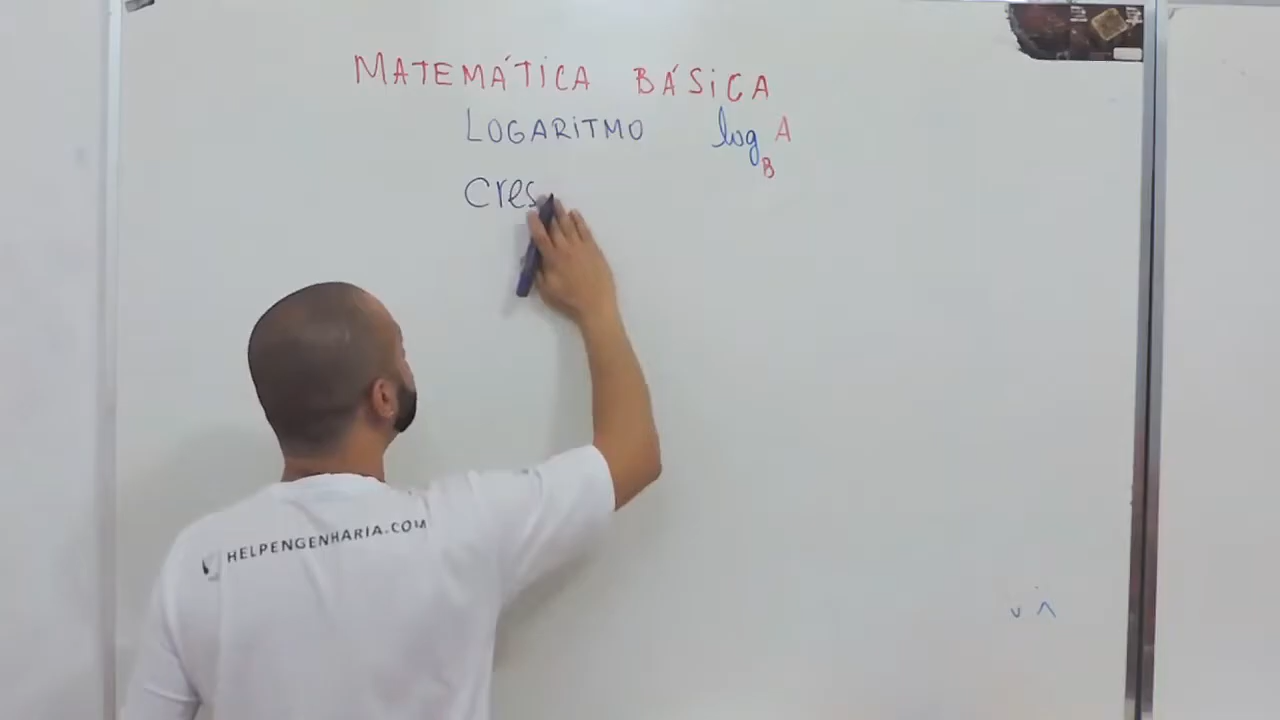 MATEMÁTICA BÁSICA
LOGARITMO log_B A
Cres
HELPENGENHARIA.COM
v ^